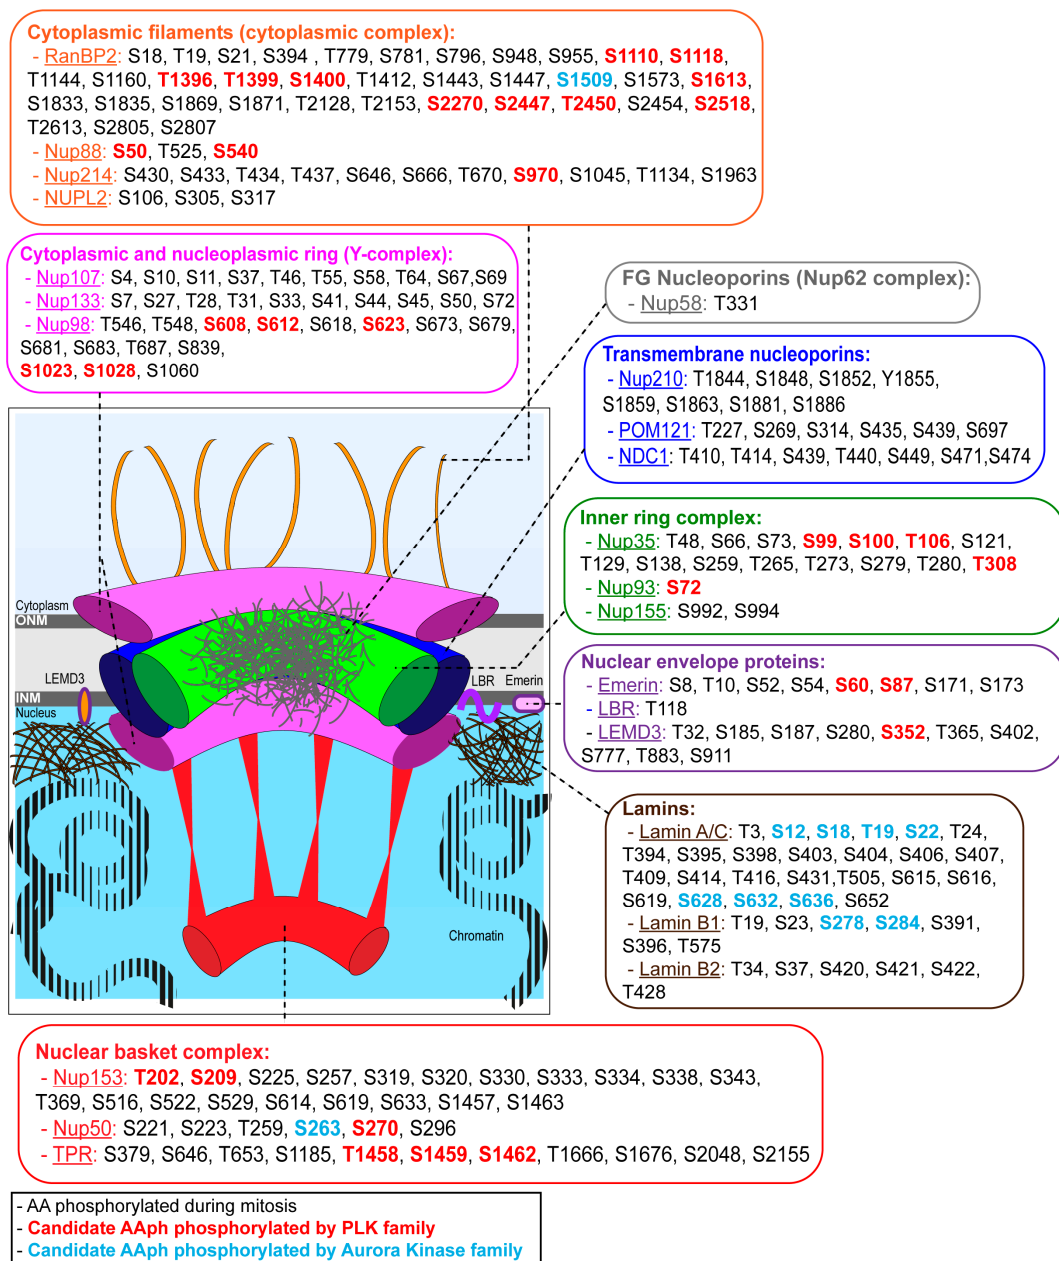 Cytoplasmic filaments (cytoplasmic complex):
- RanBP2: S18, T19, S21, S394 , T779, S781, S796, S948, S955, S1110, S1118,
T1144, S1160, T1396, T1399, S1400, T1412, S1443, S1447, S1509, S1573, S1613,
S1833, S1835, S1869, S1871, T2128, T2153, S2270, S2447, T2450, S2454, S2518,
T2613, S2805, S2807
- Nup88: S50, T525, S540
- Nup214: S430, S433, T434, T437, S646, S666, T670, S970, S1045, T1134, S1963
- NUPL2: S106, S305, S317
Cytoplasmic and nucleoplasmic ring (Y-complex):
- Nup107: S4, S10, S11, S37, T46, T55, S58, T64, S67,S69
- Nup133: S7, S27, T28, T31, S33, S41, S44, S45, S50, S72
- Nup98: T546, T548, S608, S612, S618, S623, S673, S679,
S681, S683, T687, S839,
S1023, S1028, S1060
FG Nucleoporins (Nup62 complex):
- Nup58: T331
Transmembrane nucleoporins:
- Nup210: T1844, S1848, S1852, Y1855,
S1859, S1863, S1881, S1886
- POM121: T227, S269, S314, S435, S439, S697
- NDC1: T410, T414, S439, T440, S449, S471,S474
Inner ring complex:
- Nup35: T48, S66, S73, S99, S100, T106, S121,
T129, S138, S259, T265, T273, S279, T280, T308
- Nup93: S72
- Nup155: S992, S994
Cytoplasm
ONM
LEMD3
INM
Nucleus
LBR
Emerin
Chromatin
Nuclear envelope proteins:
- Emerin: S8, T10, S52, S54, S60, S87, S171, S173
- LBR: T118
- LEMD3: T32, S185, S187, S280, S352, T365, S402,
S777, T883, S911
Lamins:
- Lamin A/C: T3, S12, S18, T19, S22, T24,
T394, S395, S398, S403, S404, S406, S407,
T409, S414, T416, S431,T505, S615, S616,
S619, S628, S632, S636, S652
- Lamin B1: T19, S23, S278, S284, S391,
S396, T575
- Lamin B2: T34, S37, S420, S421, S422,
T428
Nuclear basket complex:
- Nup153: T202, S209, S225, S257, S319, S320, S330, S333, S334, S338, S343,
T369, S516, S522, S529, S614, S619, S633, S1457, S1463
- Nup50: S221, S223, T259, S263, S270, S296
- TPR: S379, S646, T653, S1185, T1458, S1459, S1462, T1666, S1676, S2048, S2155
- AA phosphorylated during mitosis
- Candidate AAph phosphorylated by PLK family
- Candidate AAph phosphorylated by Aurora Kinase family